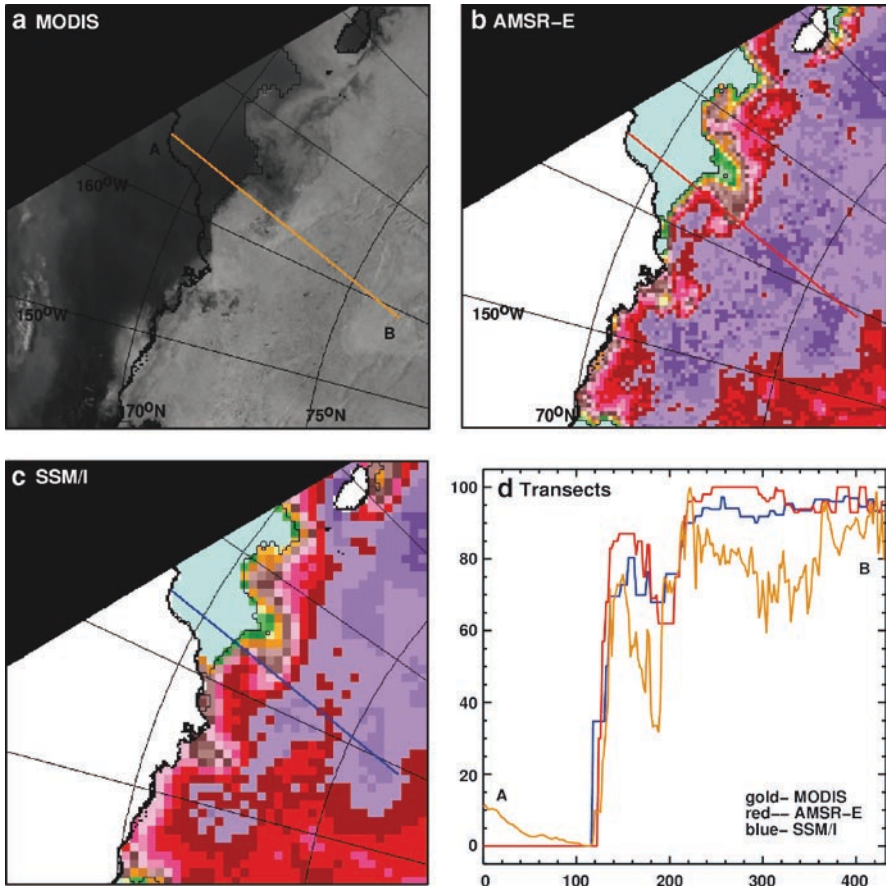 a MODIS
A
160°W
150°W
B
170°N
75°N
b AMSR-E
150°W
70°N
c SSM/I
d Transects
100
80
60
40
20
0
A
B
gold- MODIS
red-- AMSR-E
blue- SSM/I
0 100 200 300 400